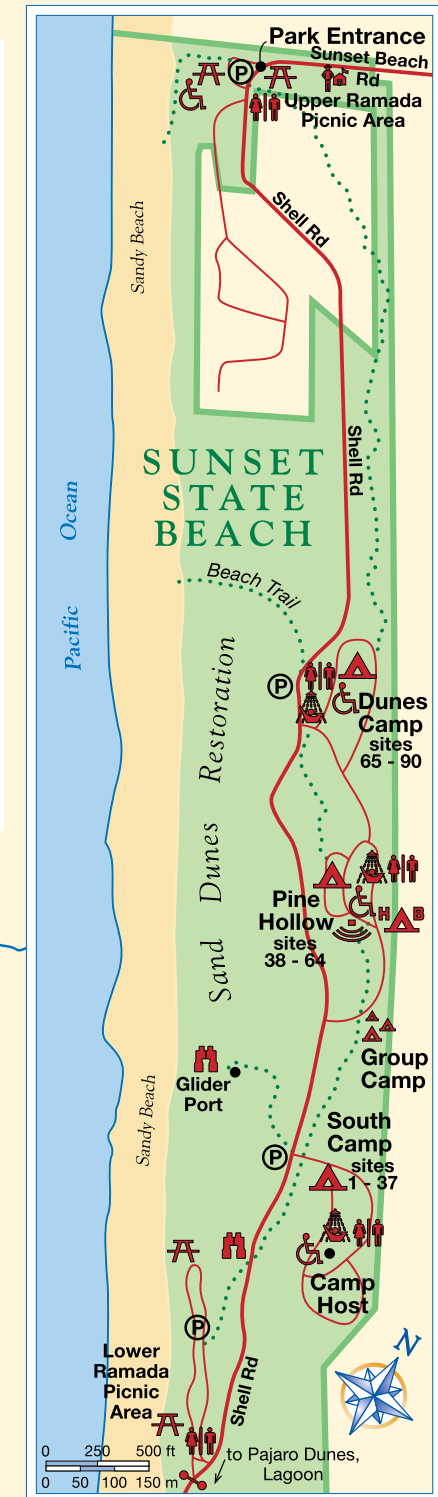 Park Entrance
Sunset Beach
Rd
P
Upper Ramada
Picnic Area
Sandy Beach
Shell Rd
Shell Rd
SUNSET
STATE
BEACH
Pacific Ocean
Beach Trail
Sand Dunes Restoration
P
Dunes
Camp
sites
65 - 90
Pine
Hollow
sites
38 - 64
H
B
Group
Camp
Glider
Port
Sandy Beach
South
Camp
sites
1 - 37
P
Camp
Host
P
Lower
Ramada
Picnic
Area
Shell Rd
N
0 250 500 ft
0 50 100 150 m
to Pajaro Dunes,
Lagoon